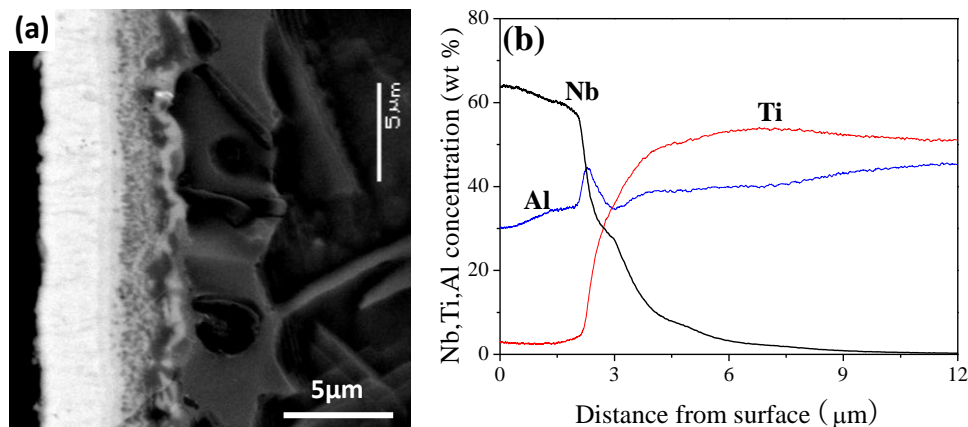 (a)
5μm
5μm
(b)
Nb,Ti,Al concentration (wt %)
80
60
40
20
0
Nb
Ti
Al
0 3 6 9 12
Distance from surface ( μm)